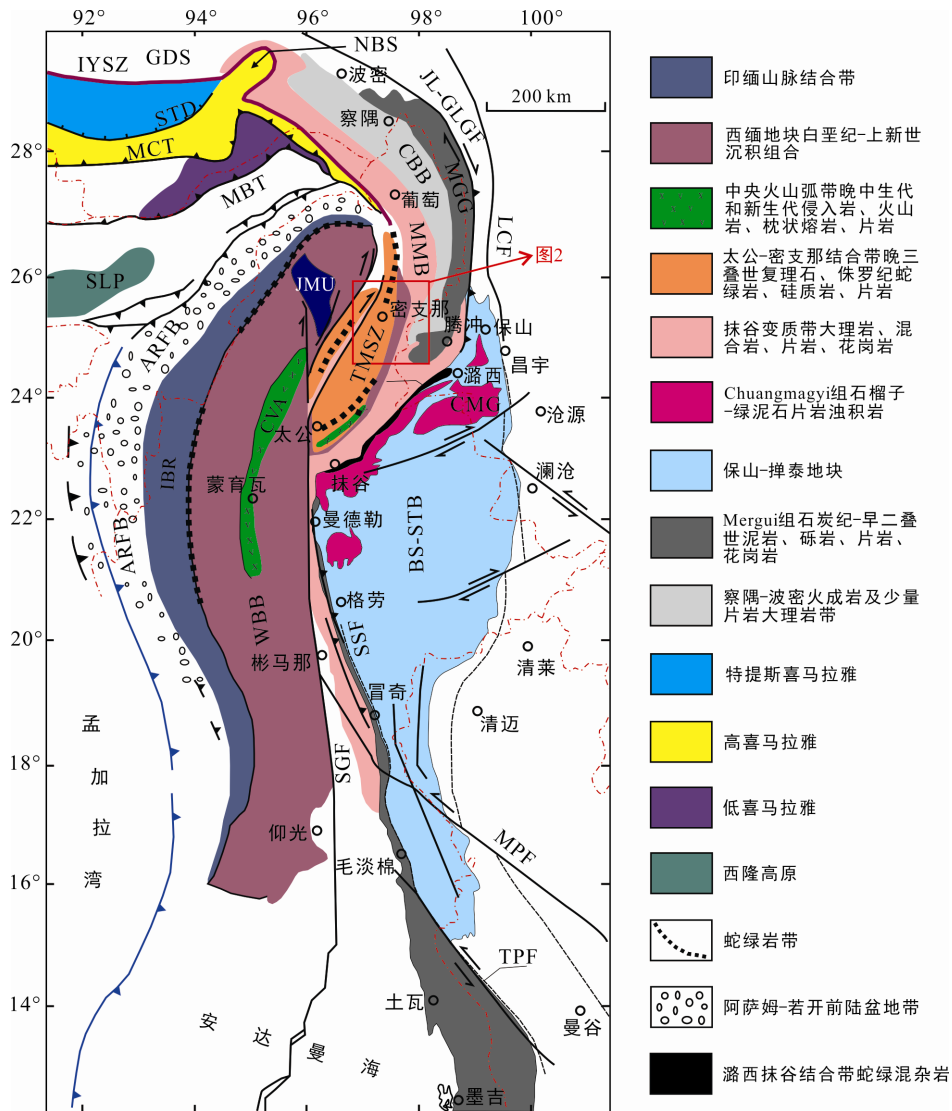 92°
94°
96°
98°
100°
28°
26°
24°
22°
20°
18°
16°
14°
IYSZ
GDS
NBS
波密
JL-GLGF
200 km
STD
察隅
MCT
CBB
MGG
MBT
葡萄
LCF
MMB
图2
SLP
JMU
密支那
ARFB
TMSZ
腾冲
保山
昌宇
潞西
CVA
CMG
沧源
太公
IBR
蒙育瓦
抹谷
澜沧
曼德勒
BS-STB
ARFB
格劳
WBB
SSF
彬马那
清莱
冒奇
清迈
孟加拉湾
SGF
仰光
MPF
毛淡棉
TPF
土瓦
曼谷
安达曼海
墨吉
印缅山脉结合带
西缅地块白垩纪-上新世
沉积组合
中央火山弧带晚中生代
和新生代侵入岩、火山
岩、枕状熔岩、片岩
太公-密支那结合带晚三
叠世复理石、侏罗纪蛇
绿岩、硅质岩、片岩
抹谷变质带大理岩、混
合岩、片岩、花岗岩
Chuangmagyi组石榴子
-绿泥石片岩浊积岩
保山-掸泰地块
Mergui组石炭纪-早二叠
世泥岩、砾岩、片岩、
花岗岩
察隅-波密火成岩及少量
片岩大理岩带
特提斯喜马拉雅
高喜马拉雅
低喜马拉雅
西隆高原
蛇绿岩带
阿萨姆-若开前陆盆地带
潞西抹谷结合带蛇绿混杂岩